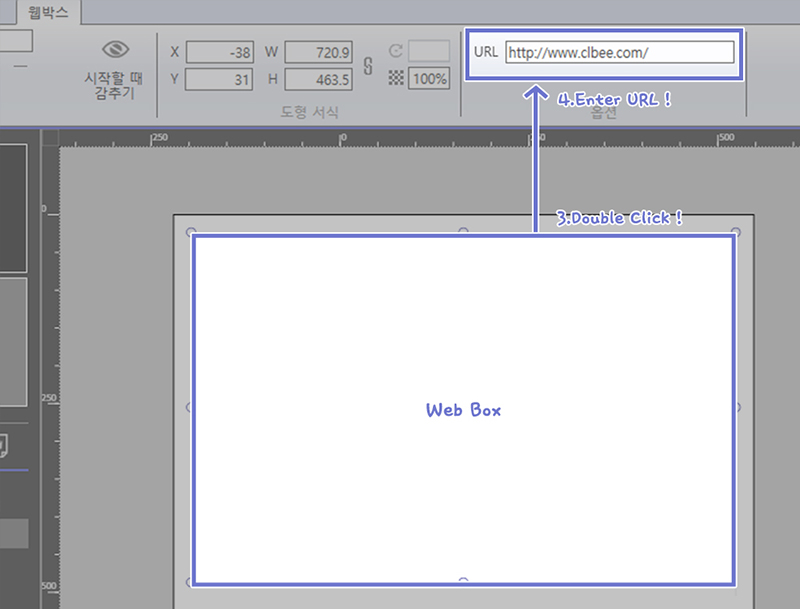 웹박스
X -38 W 720.9
URL http://www.clbee.com/
시작할 때
감추기
Y 31 H 463.5 100%
도형 서식
4.Enter URL !
옵션
250 0 250 500
0
3.Double Click !
250
Web Box
500